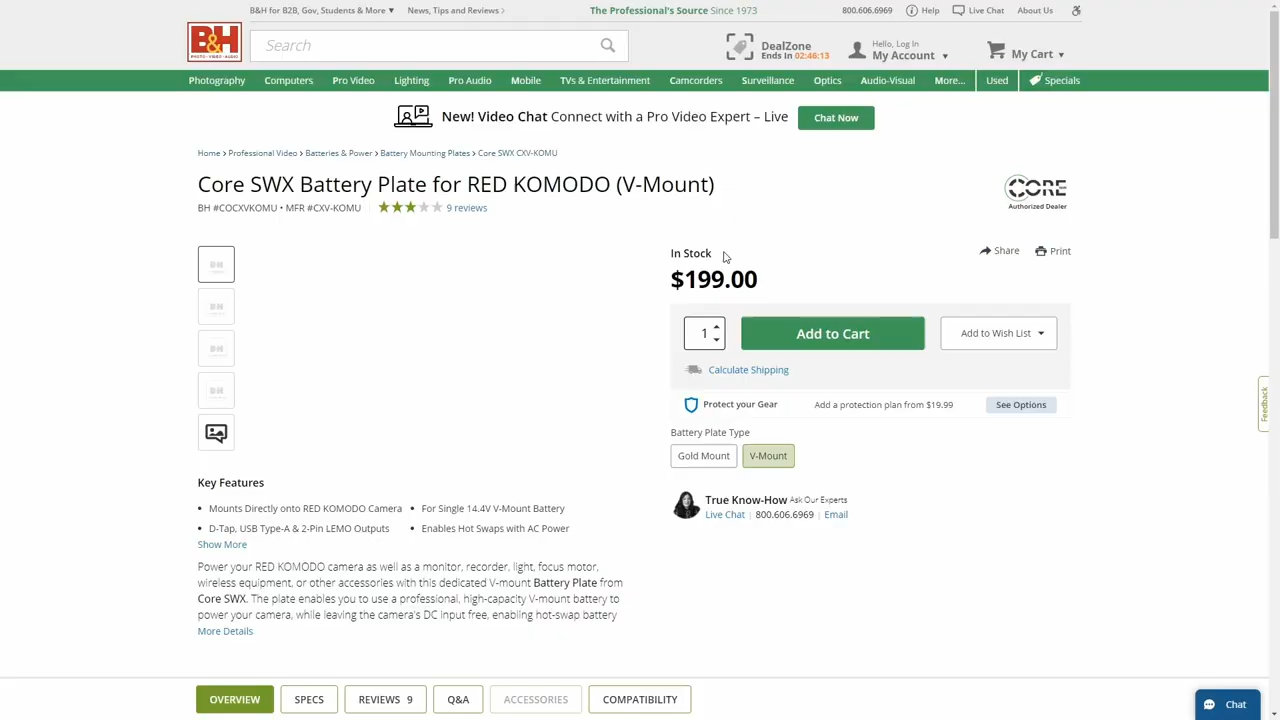 B&H for B2B, Gov, Students & More ▾
News, Tips and Reviews ›
The Professional's Source Since 1973
800.606.6969
Help
Live Chat
About Us
B&H
PHOTO • VIDEO • AUDIO
Search
DealZone
Ends In 02:46:13
Hello, Log In
My Account
My Cart
Photography
Computers
Pro Video
Lighting
Pro Audio
Mobile
TVs & Entertainment
Camcorders
Surveillance
Optics
Audio-Visual
More...
Used
Specials
New! Video Chat Connect with a Pro Video Expert – Live
Chat Now
Home › Professional Video › Batteries & Power › Battery Mounting Plates › Core SWX CXV-KOMU
Core SWX Battery Plate for RED KOMODO (V-Mount)
BH #COCXVKOMU • MFR #CXV-KOMU
9 reviews
CORE
Authorized Dealer
In Stock
Share
Print
$199.00
1
Add to Cart
Add to Wish List
Calculate Shipping
Protect your Gear
Add a protection plan from $19.99
See Options
Feedback
Battery Plate Type
Gold Mount
V-Mount
True Know-How Ask Our Experts
Live Chat | 800.606.6969 | Email
Key Features
• Mounts Directly onto RED KOMODO Camera
• For Single 14.4V V-Mount Battery
• D-Tap, USB Type-A & 2-Pin LEMO Outputs
• Enables Hot Swaps with AC Power
Show More
Power your RED KOMODO camera as well as a monitor, recorder, light, focus motor,
wireless equipment, or other accessories with this dedicated V-mount Battery Plate from
Core SWX. The plate enables you to use a professional, high-capacity V-mount battery to
power your camera, while leaving the camera's DC input free, enabling hot-swap battery
More Details
OVERVIEW
SPECS
REVIEWS 9
Q&A
ACCESSORIES
COMPATIBILITY
Chat